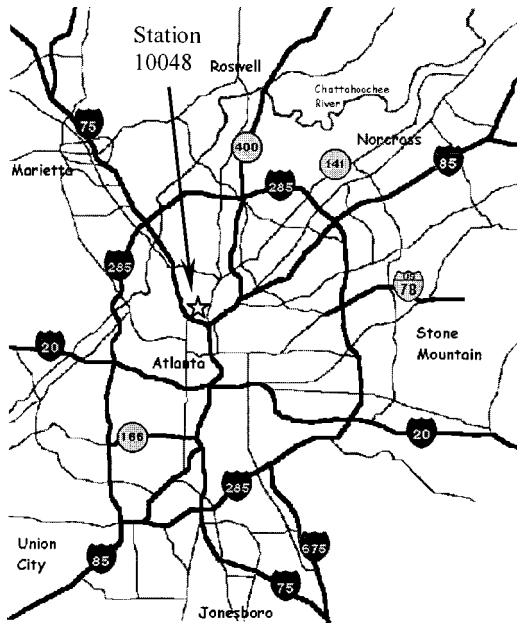 Station
10048
Roswell
Chattahoochee
River
75
400
141
Norcross
85
Marietta
285
285
US
78
20
Stone
Mountain
Atlanta
166
20
285
Union
City
85
675
75
Jonesboro